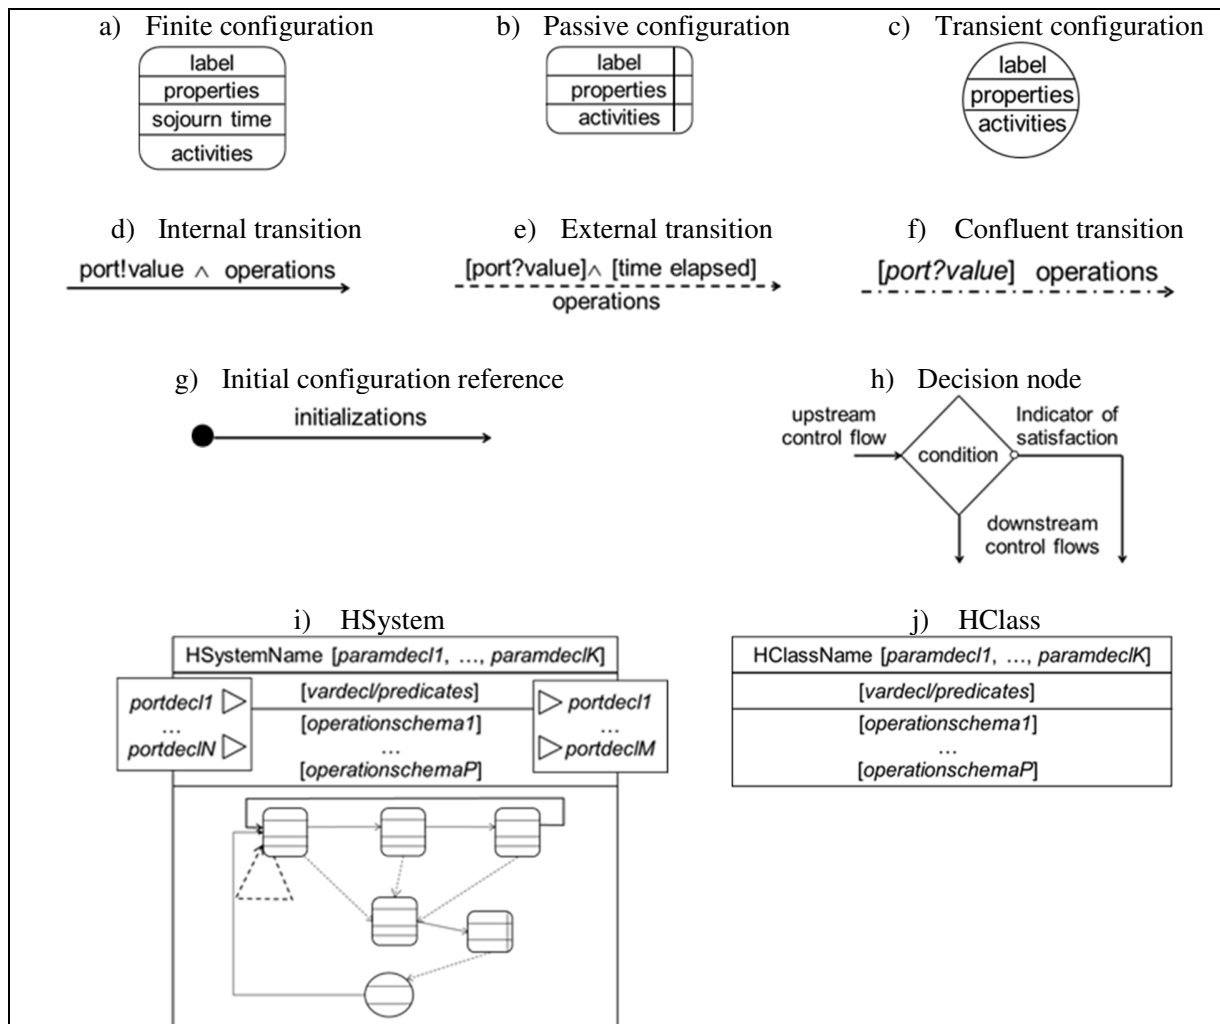 a) Finite configuration
label
properties
sojourn time
activities
b) Passive configuration
label
properties
activities
c) Transient configuration
label
properties
activities
d) Internal transition
port!value ∧ operations
e) External transition
[port?value]∧ [time elapsed]
operations
f) Confluent transition
[port?value] operations
g) Initial configuration reference
initializations
h) Decision node
upstream
control flow
condition
Indicator of
satisfaction
downstream
control flows
i) HSystem
HSystemName [paramdecl1, ..., paramdeclK]
portdecl1
...
portdeclN
[vardecl/predicates]
[operationschema1]
...
[operationschemaP]
portdecl1
...
portdeclM
j) HClass
HClassName [paramdecl1, ..., paramdeclK]
[vardecl/predicates]
[operationschema1]
...
[operationschemaP]